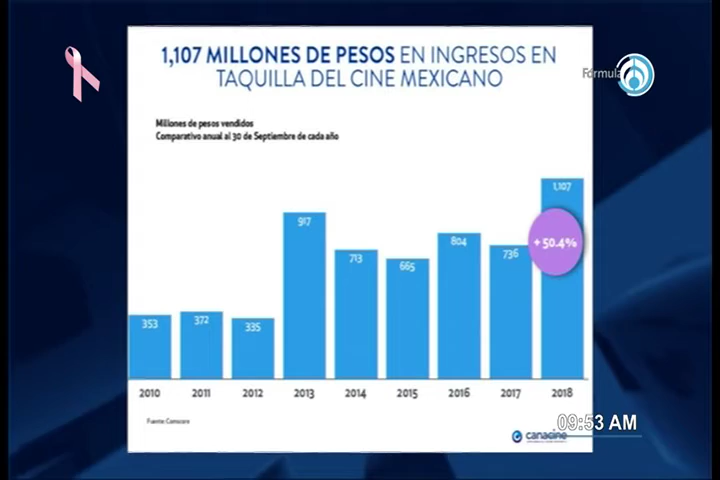 1,107 MILLONES DE PESOS EN INGRESOS EN
TAQUILLA DEL CINE MEXICANO
Fórmula
Millones de pesos vendidos
Comparativo anual al 30 de Septiembre de cada año
1,107
917
+ 50.4%
804
736
713
665
353
372
335
2010 2011 2012 2013 2014 2015 2016 2017 2018
Fuente: Comscore
09:53 AM
canacine